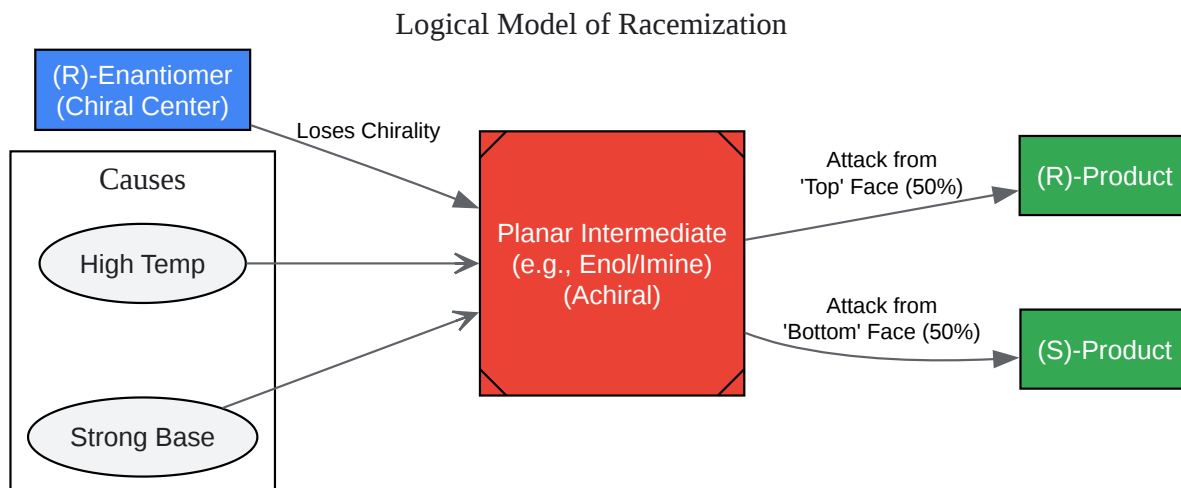 Logical Model of Racemization
(R)-Enantiomer
(Chiral Center)
Loses Chirality
Causes
High Temp
Strong Base
Planar Intermediate
(e.g., Enol/Imine)
(Achiral)
Attack from
'Top' Face (50%)
(R)-Product
Attack from
'Bottom' Face (50%)
(S)-Product